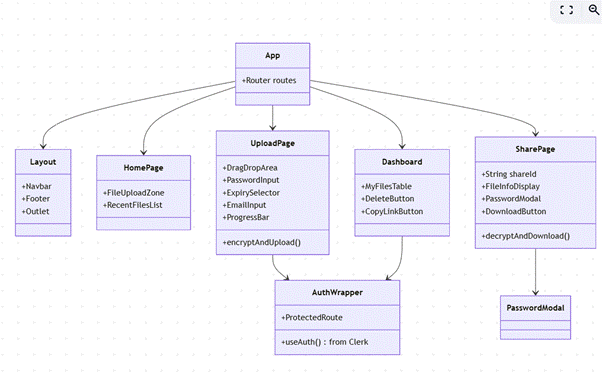 App
+Router routes
Layout
+Navbar
+Footer
+Outlet
HomePage
+FileUploadZone
+RecentFilesList
UploadPage
+DragDropArea
+PasswordInput
+ExpirySelector
+EmailInput
+ProgressBar
+encryptAndUpload()
Dashboard
+MyFilesTable
+DeleteButton
+CopyLinkButton
SharePage
+String shareId
+FileInfoDisplay
+PasswordModal
+DownloadButton
+decryptAndDownload()
AuthWrapper
+ProtectedRoute
+useAuth() : from Clerk
PasswordModal